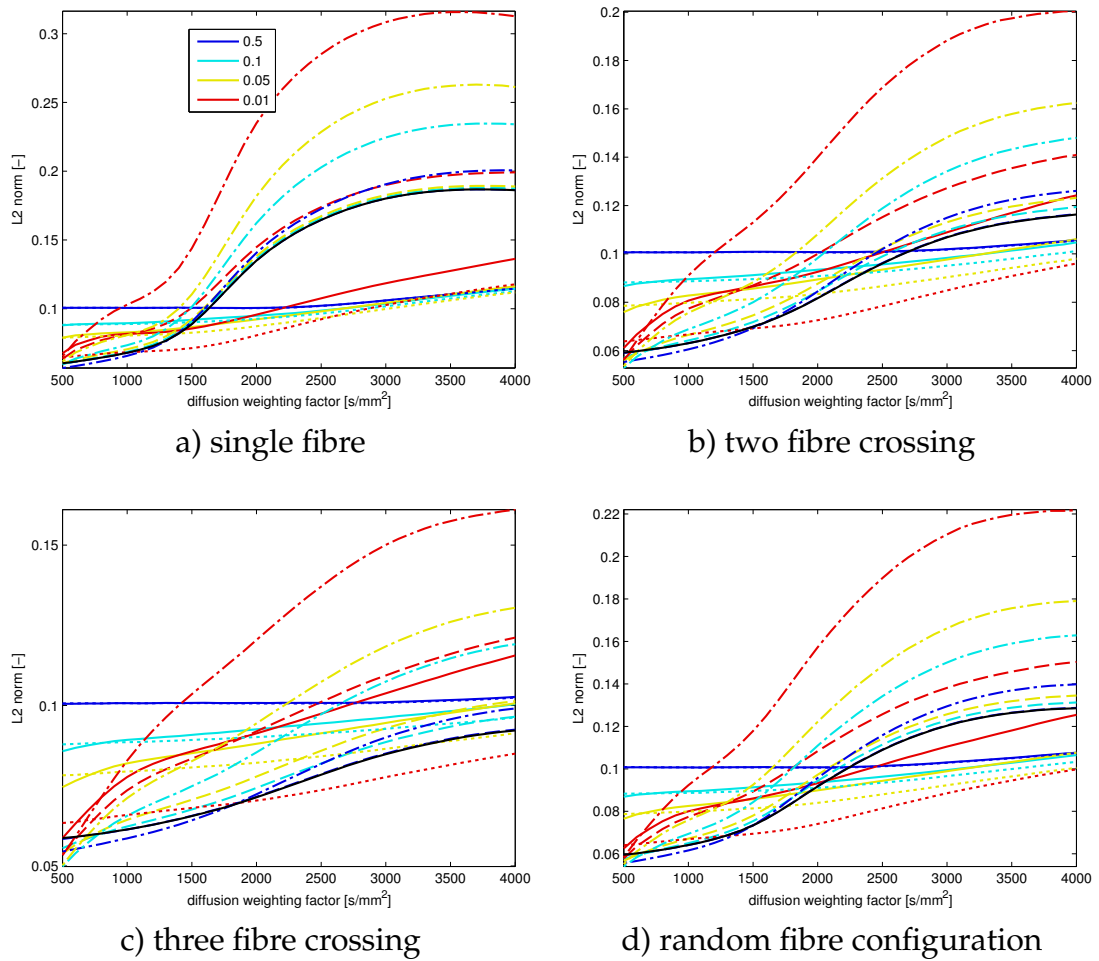 0.3
0.25
0.2
0.15
0.1
L2 norm [−]
0.5
0.1
0.05
0.01
500 1000 1500 2000 2500 3000 3500 4000
diffusion weighting factor [s/mm²]
a) single fibre
0.2
0.18
0.16
0.14
0.12
0.1
0.08
0.06
L2 norm [−]
500 1000 1500 2000 2500 3000 3500 4000
diffusion weighting factor [s/mm²]
b) two fibre crossing
0.15
0.1
0.05
L2 norm [−]
500 1000 1500 2000 2500 3000 3500 4000
diffusion weighting factor [s/mm²]
c) three fibre crossing
0.22
0.2
0.18
0.16
0.14
0.12
0.1
0.08
0.06
L2 norm [−]
500 1000 1500 2000 2500 3000 3500 4000
diffusion weighting factor [s/mm²]
d) random fibre configuration